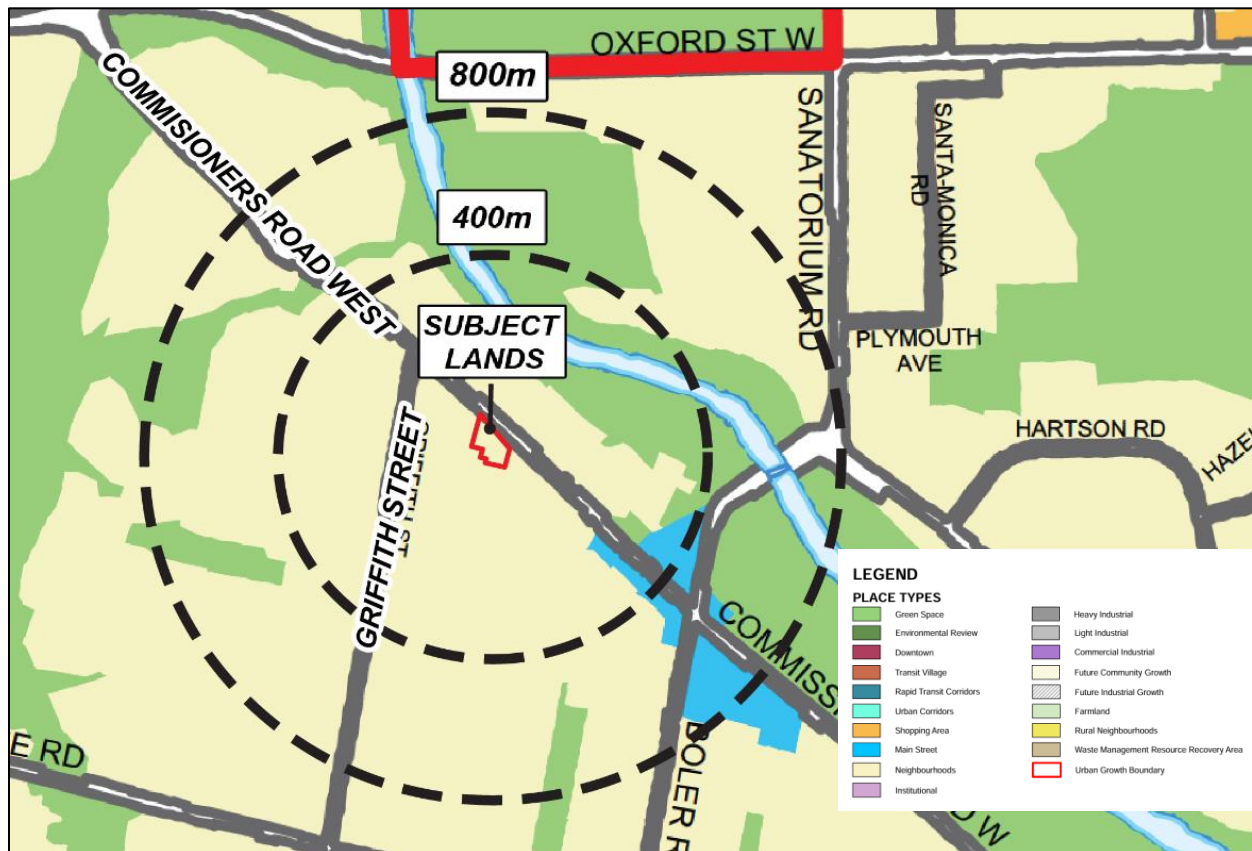 OXFORD ST W
800m
COMMISIONERS ROAD WEST
SANATORIUM RD
SANTA-MONICA
RD
400m
SUBJECT
LANDS
PLYMOUTH
AVE
HARTSON RD
HAZEL
GRIFFITH STREET
GRIFFITH ST
COMMISSI
E RD
BOLER R
O W
LEGEND
PLACE TYPES
Green Space
Environmental Review
Downtown
Transit Village
Rapid Transit Corridors
Urban Corridors
Shopping Area
Main Street
Neighbourhoods
Institutional
Heavy Industrial
Light Industrial
Commercial Industrial
Future Community Growth
Future Industrial Growth
Farmland
Rural Neighbourhoods
Waste Management Resource Recovery Area
Urban Growth Boundary